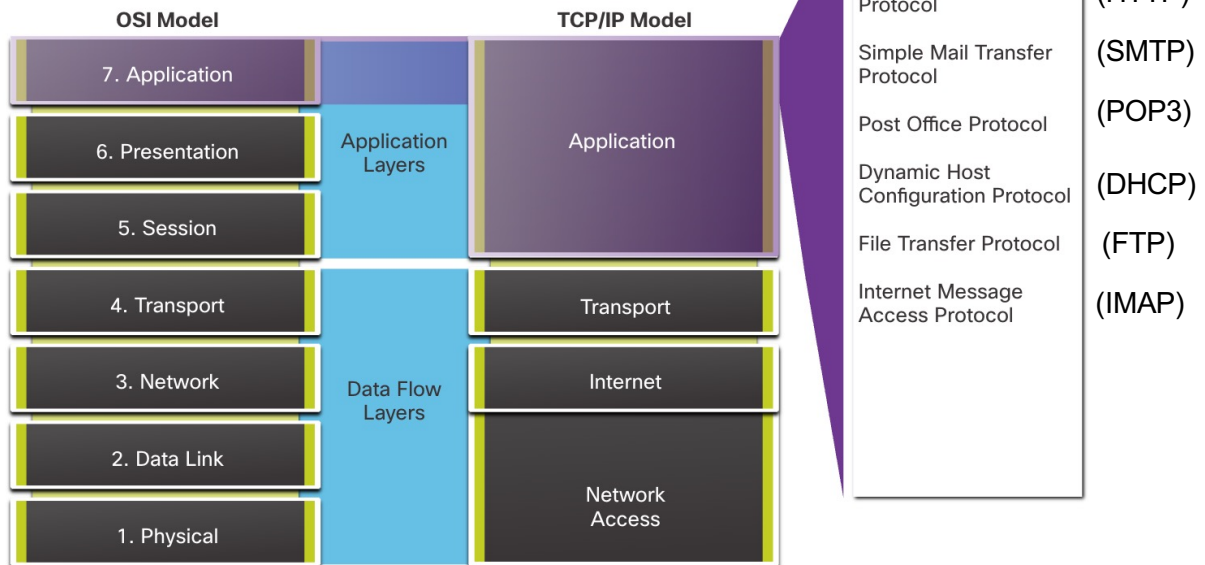 OSI Model
TCP/IP Model
7. Application
6. Presentation
5. Session
4. Transport
3. Network
2. Data Link
1. Physical
Application
Layers
Data Flow
Layers
Application
Transport
Internet
Network
Access
Protocol
Simple Mail Transfer
Protocol
(SMTP)
Post Office Protocol
(POP3)
Dynamic Host
Configuration Protocol
(DHCP)
File Transfer Protocol
(FTP)
Internet Message
Access Protocol
(IMAP)